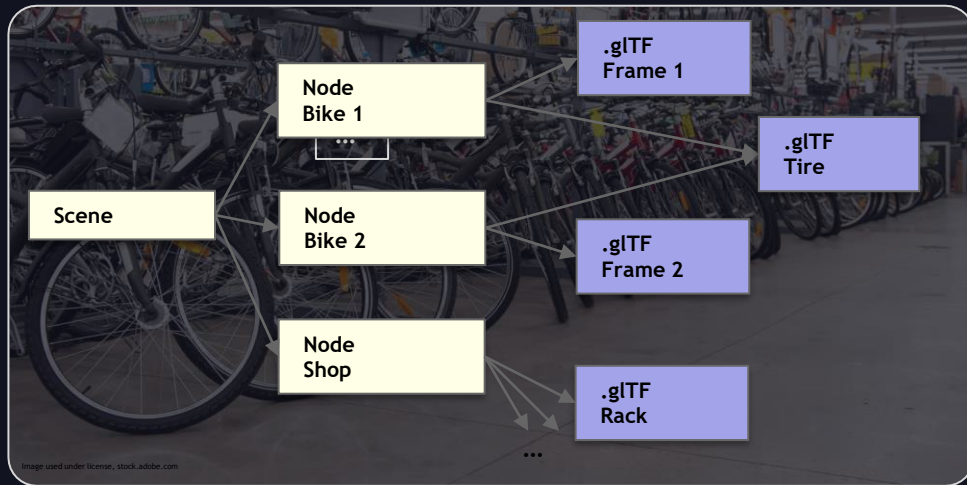 .glTF
Frame 1
Node
Bike 1
...
.glTF
Tire
Scene
Node
Bike 2
.glTF
Frame 2
Node
Shop
.glTF
Rack
...
Image used under license, stock.adobe.com